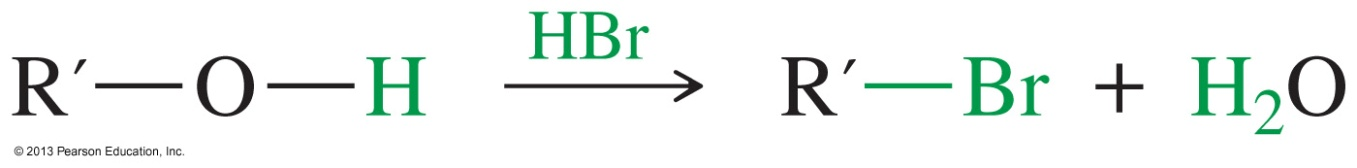 HBr
R′—O—H ⟶ R′—Br + H₂O
© 2013 Pearson Education, Inc.